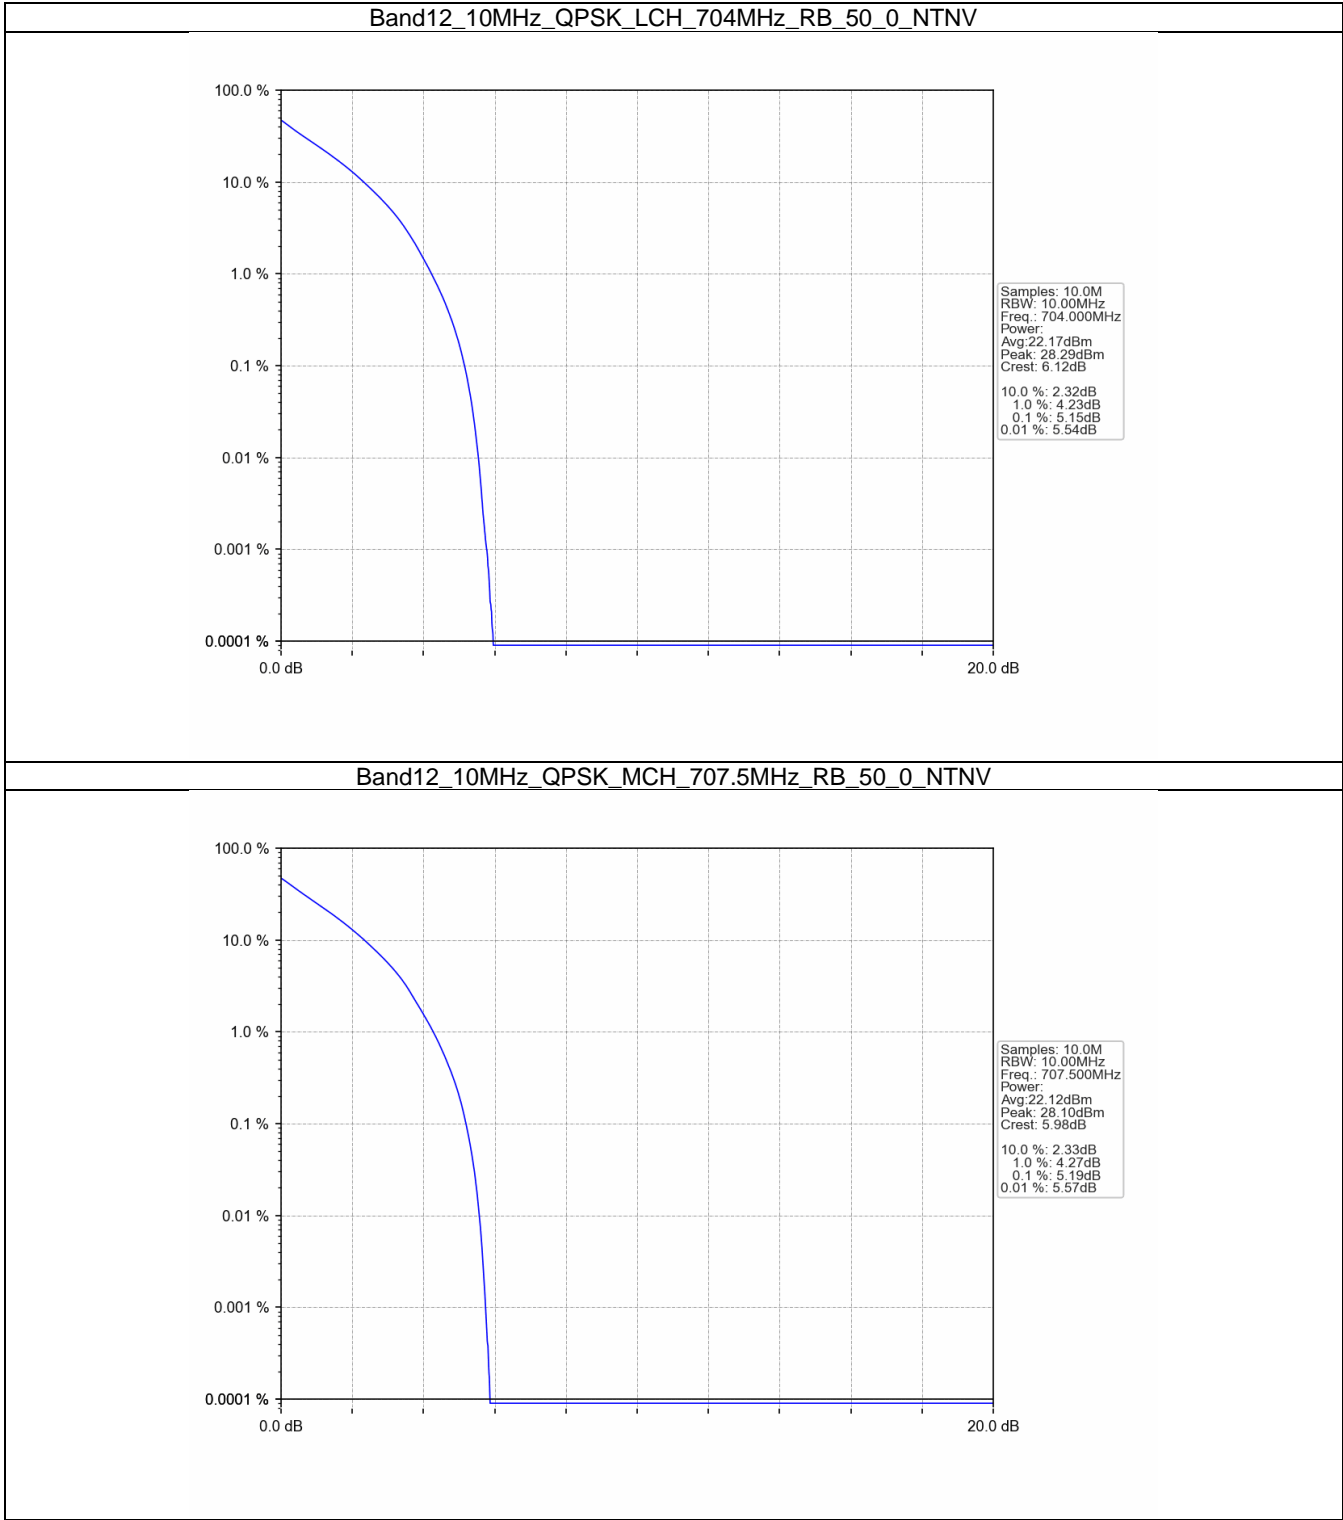 Band12_10MHz_QPSK_LCH_704MHz_RB_50_0_NTNV
100.0 %
10.0 %
1.0 %
0.1 %
0.01 %
0.001 %
0.0001 %
0.0 dB
20.0 dB
Samples: 10.0M
RBW: 10.00MHz
Freq.: 704.000MHz
Power:
Avg:22.17dBm
Peak: 28.29dBm
Crest: 6.12dB
10.0 %: 2.32dB
1.0 %: 4.23dB
0.1 %: 5.15dB
0.01 %: 5.54dB
Band12_10MHz_QPSK_MCH_707.5MHz_RB_50_0_NTNV
100.0 %
10.0 %
1.0 %
0.1 %
0.01 %
0.001 %
0.0001 %
0.0 dB
20.0 dB
Samples: 10.0M
RBW: 10.00MHz
Freq.: 707.500MHz
Power:
Avg:22.12dBm
Peak: 28.10dBm
Crest: 5.98dB
10.0 %: 2.33dB
1.0 %: 4.27dB
0.1 %: 5.19dB
0.01 %: 5.57dB